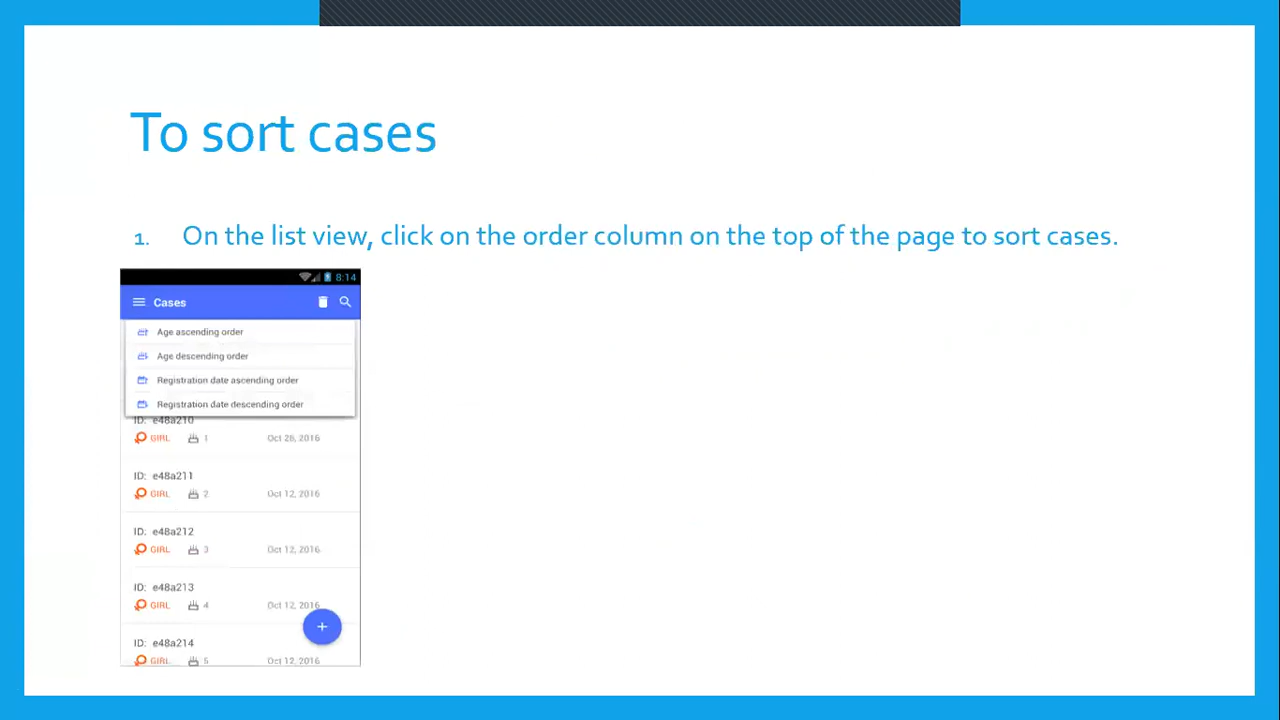 To sort cases
1. On the list view, click on the order column on the top of the page to sort cases.
8:14
Cases
Age ascending order
Age descending order
Registration date ascending order
Registration date descending order
ID: e48a210
GIRL 1 Oct 26, 2016
ID: e48a211
GIRL 2 Oct 12, 2016
ID: e48a212
GIRL 3 Oct 12, 2016
ID: e48a213
GIRL 4 Oct 12, 2016
+
ID: e48a214
GIRL 5 Oct 12, 2016